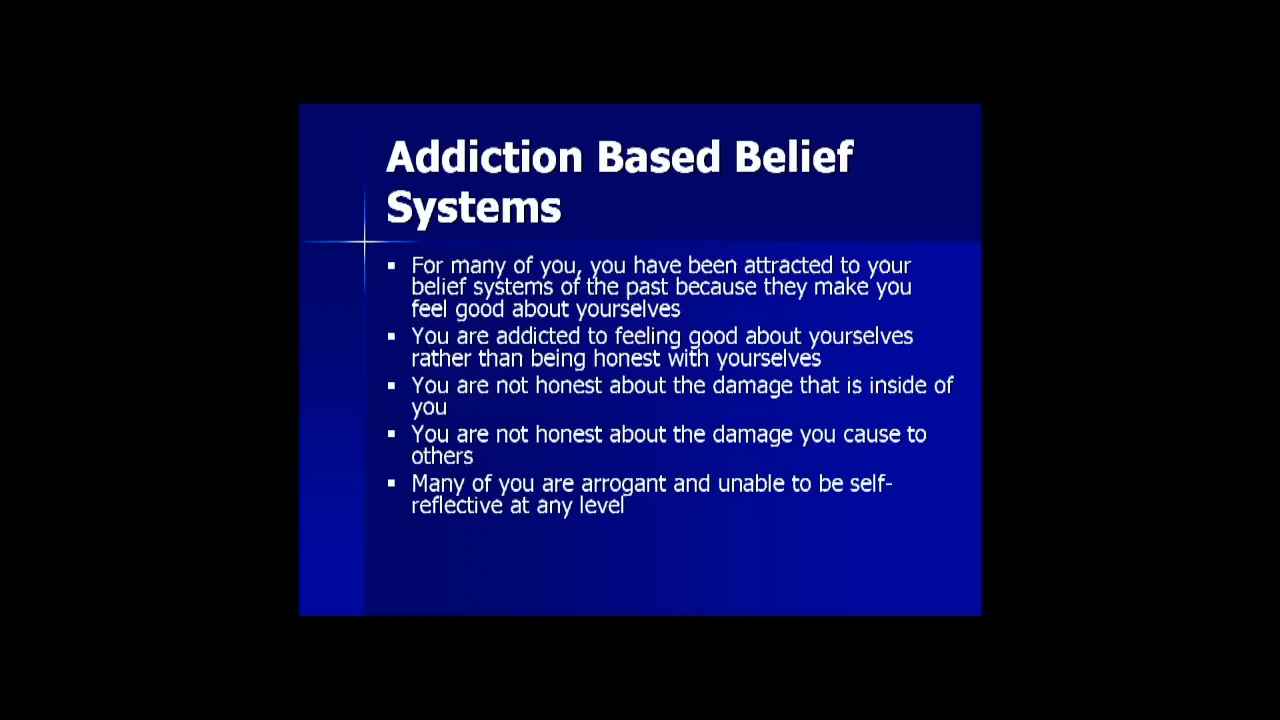 Addiction Based Belief
Systems
▪ For many of you, you have been attracted to your
belief systems of the past because they make you
feel good about yourselves
▪ You are addicted to feeling good about yourselves
rather than being honest with yourselves
▪ You are not honest about the damage that is inside of
you
▪ You are not honest about the damage you cause to
others
▪ Many of you are arrogant and unable to be self-
reflective at any level